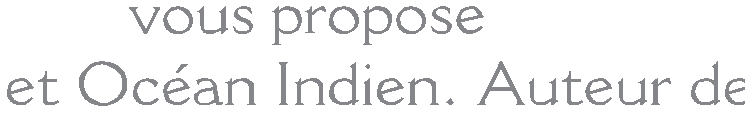 vous propose
et Océan Indien. Auteur de